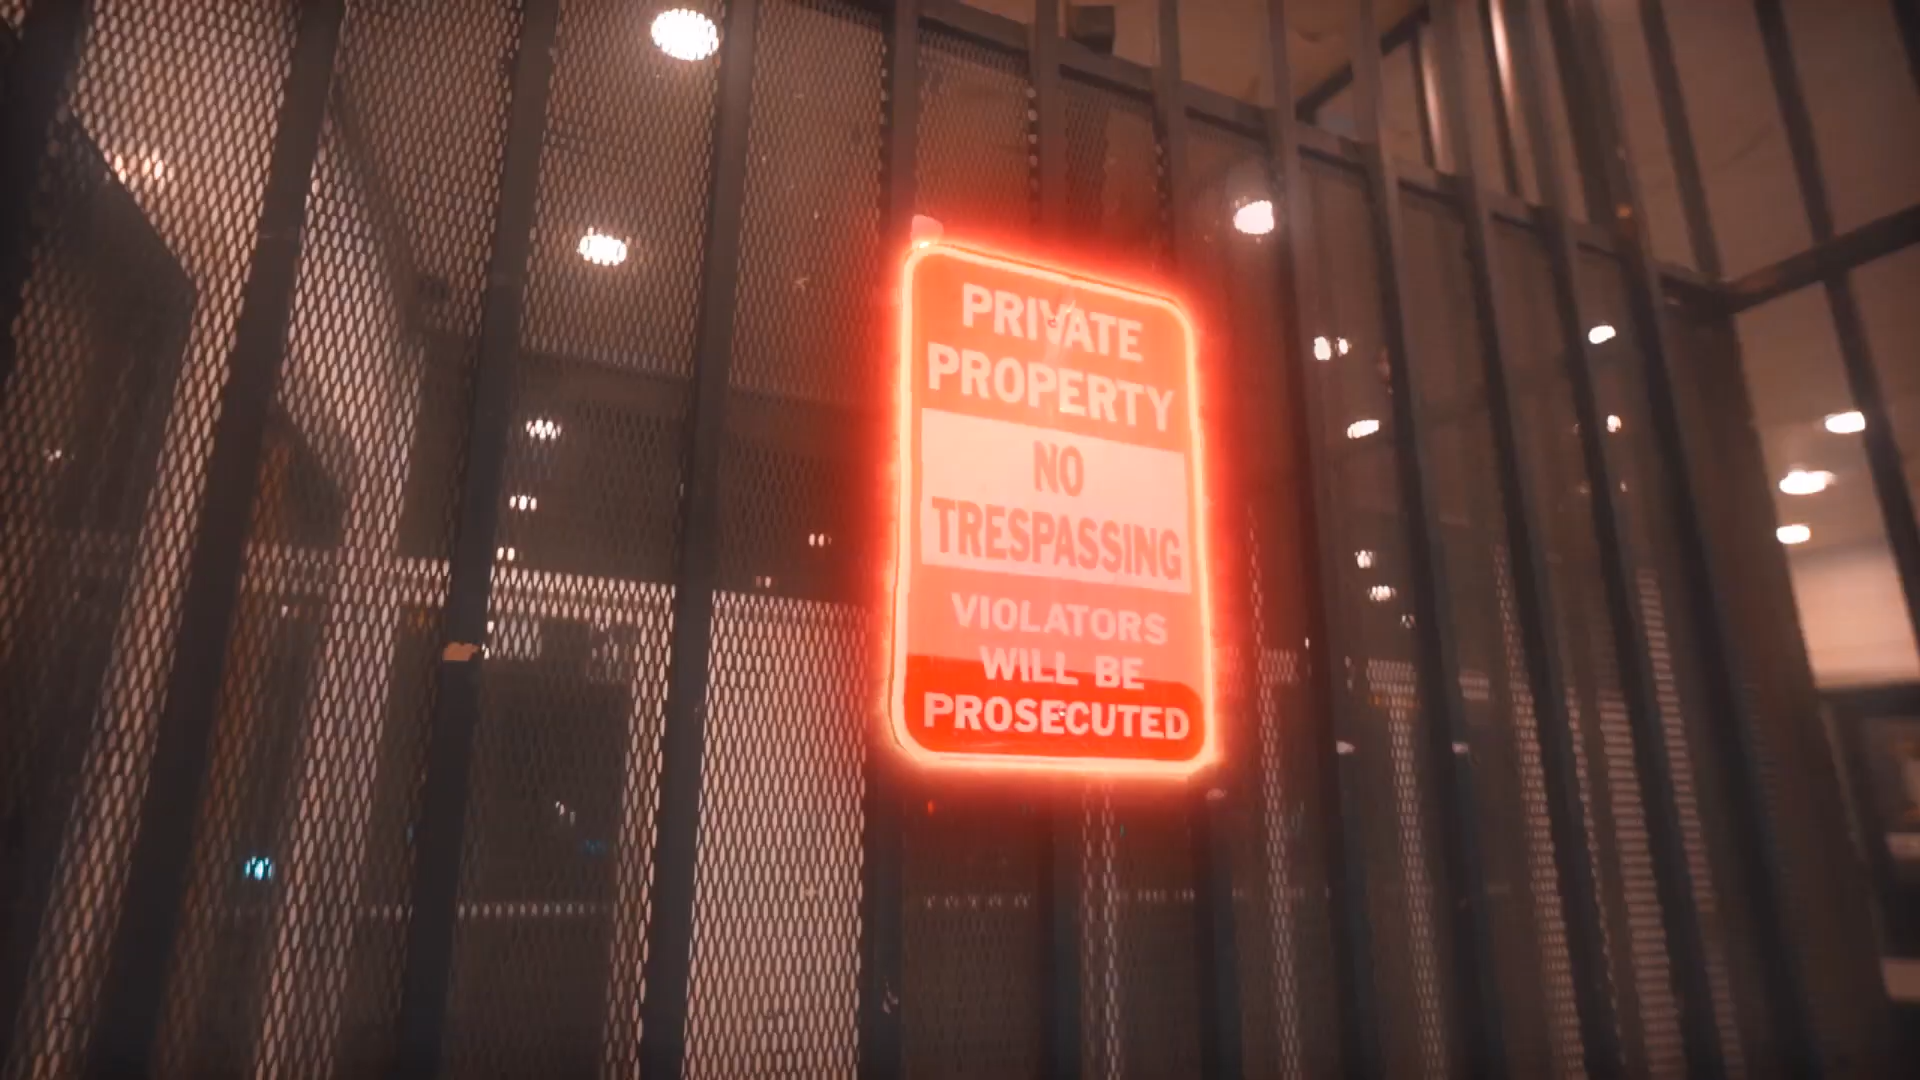 PRIVATE
PROPERTY
NO
TRESPASSING
VIOLATORS
WILL BE
PROSECUTED